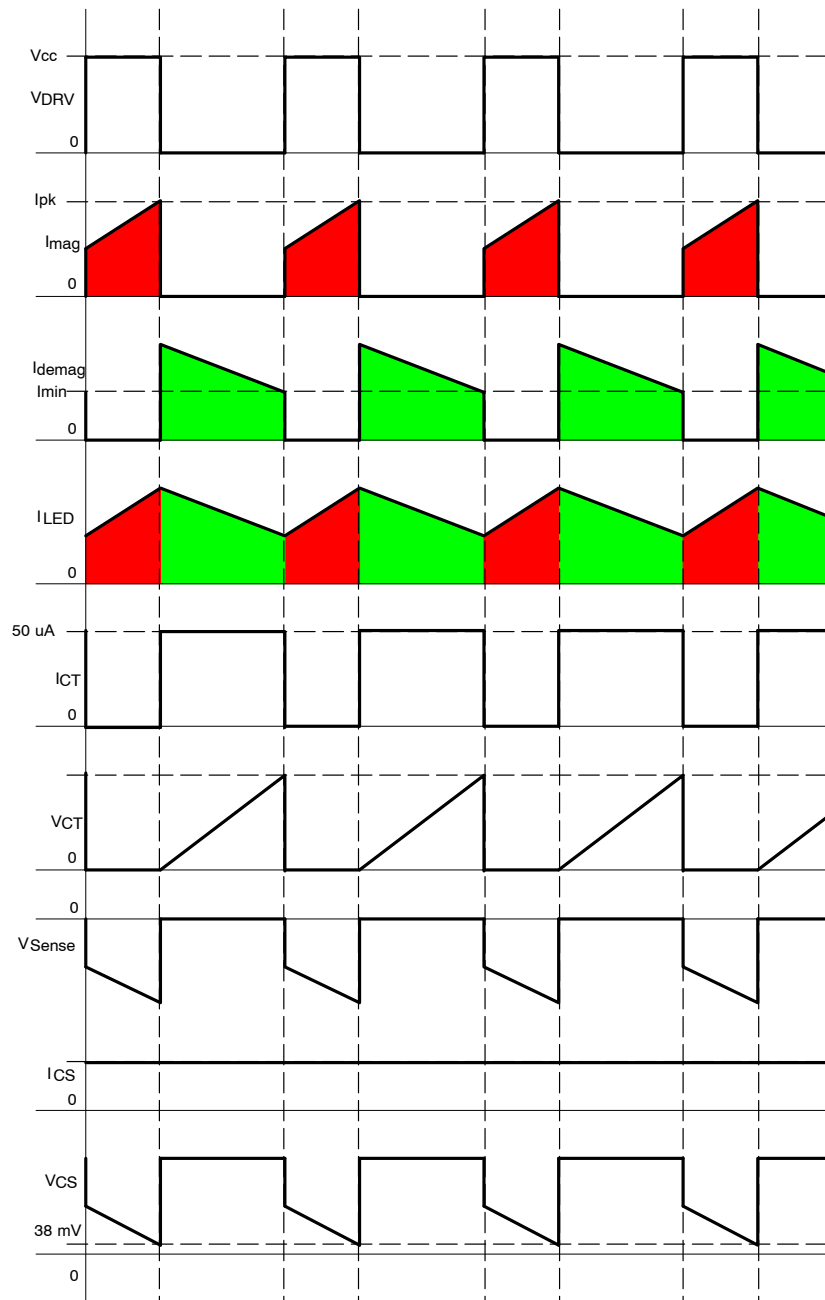 Vcc
VDRV
0
Ipk
Imag
0
Idemag
Imin
0
ILED
0
50 uA
ICT
0
VCT
0
0
VSense
ICS
0
VCS
38 mV
0